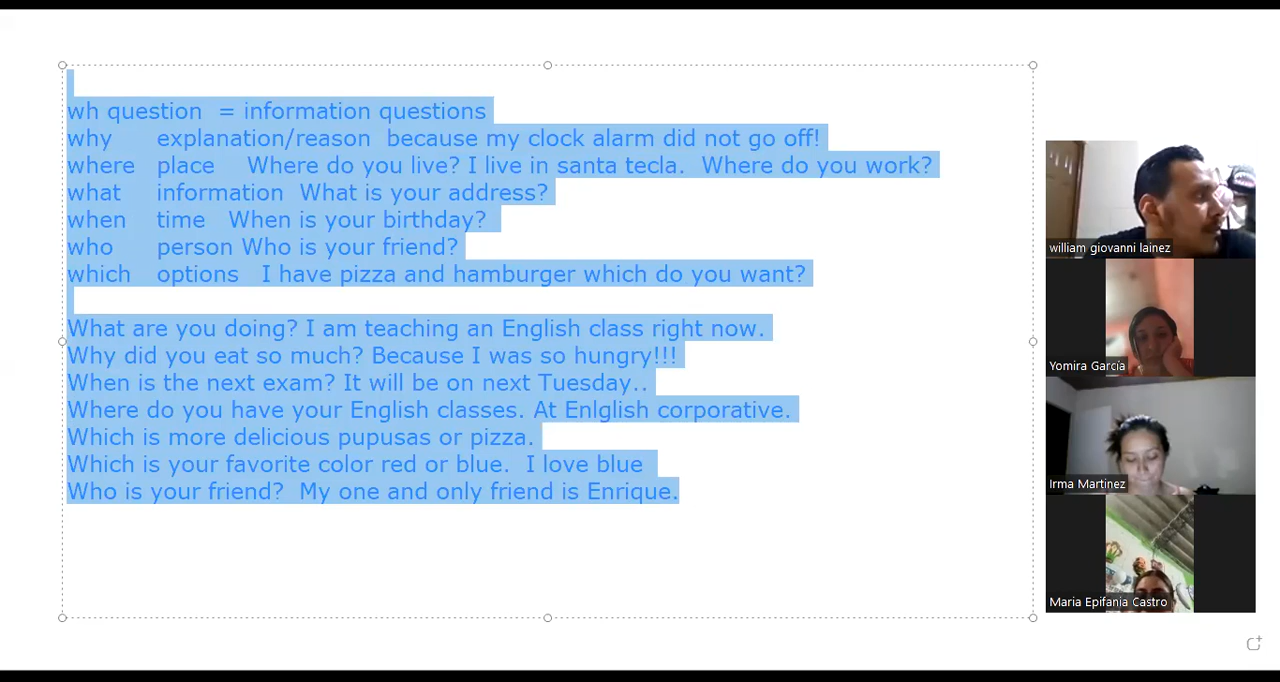 wh question = information questions
why explanation/reason because my clock alarm did not go off!
where place Where do you live? I live in santa tecla. Where do you work?
what information What is your address?
when time When is your birthday?
who person Who is your friend?
which options I have pizza and hamburger which do you want?
What are you doing? I am teaching an English class right now.
Why did you eat so much? Because I was so hungry!!!
When is the next exam? It will be on next Tuesday..
Where do you have your English classes. At Enlglish corporative.
Which is more delicious pupusas or pizza.
Which is your favorite color red or blue. I love blue
Who is your friend? My one and only friend is Enrique.
william giovanni lainez
Yomira García
Irma Martinez
Maria Epifania Castro